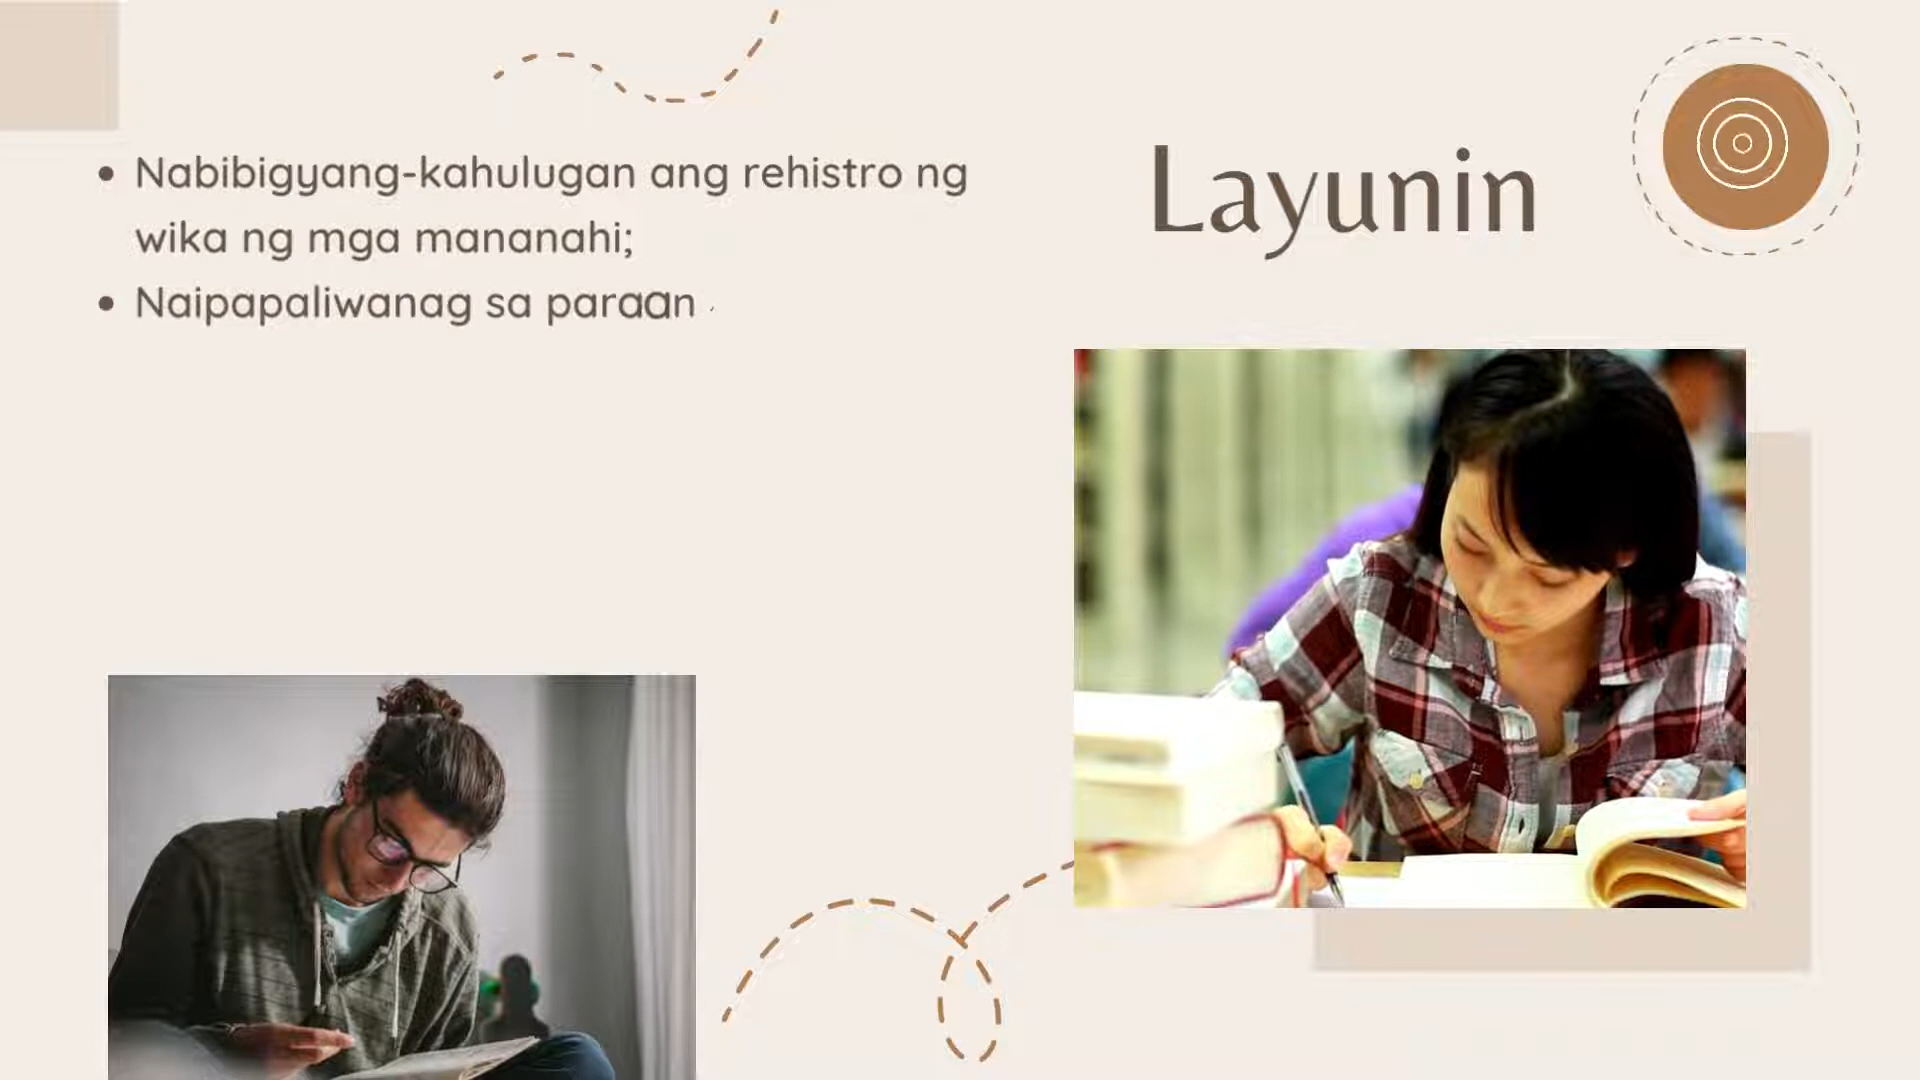 Layunin
• Nabibigyang-kahulugan ang rehistro ng
wika ng mga mananahi;
• Naipapaliwanag sa paraan